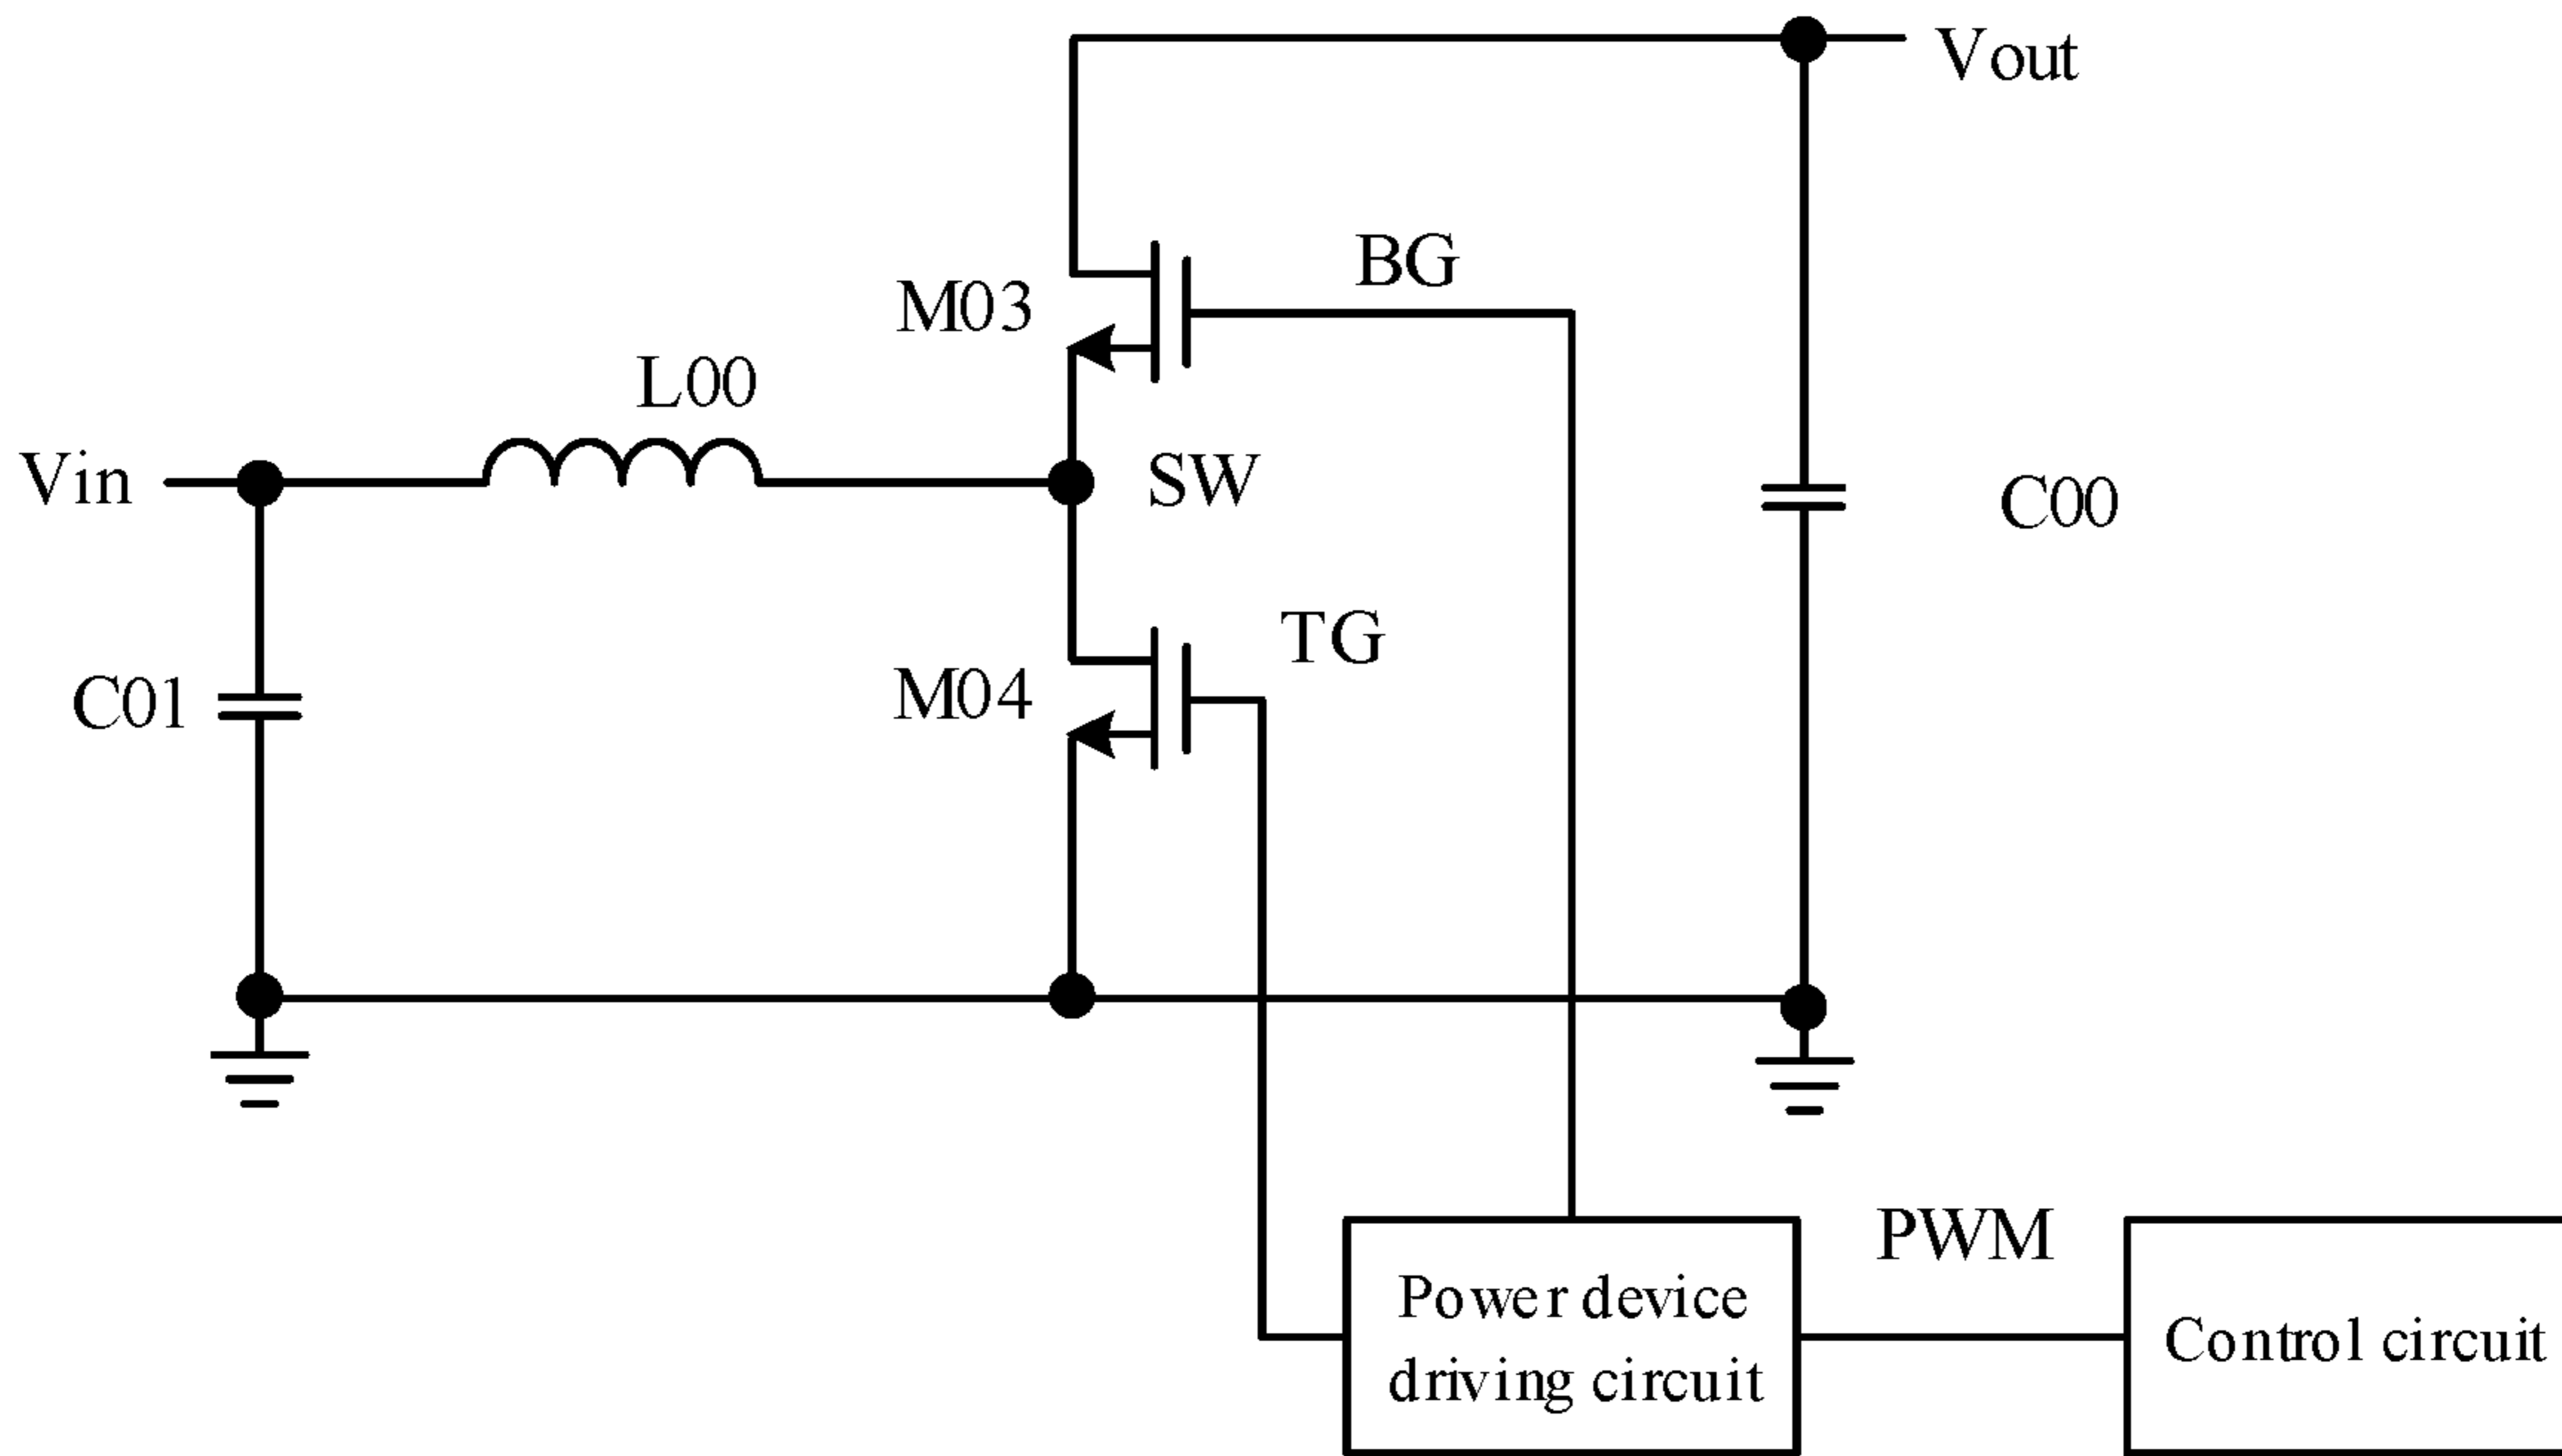 Vout
BG
M03
L00
Vin
SW
C00
TG
M04
C01
PWM
Power device
driving circuit
Control circuit